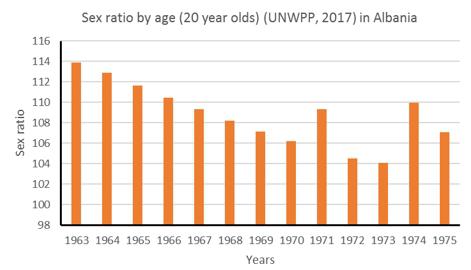 Sex ratio by age (20 year olds) (UNWPP, 2017) in Albania
116
114
112
110
108
106
104
102
100
98
Sex ratio
1963 1964 1965 1966 1967 1968 1969 1970 1971 1972 1973 1974 1975
Years